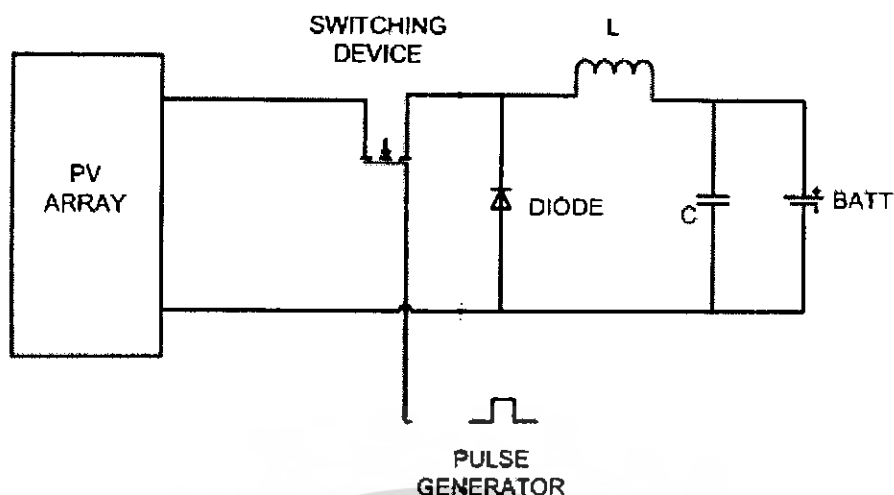 SWITCHING
DEVICE
L
PV
ARRAY
DIODE
C
BATT
PULSE
GENERATOR